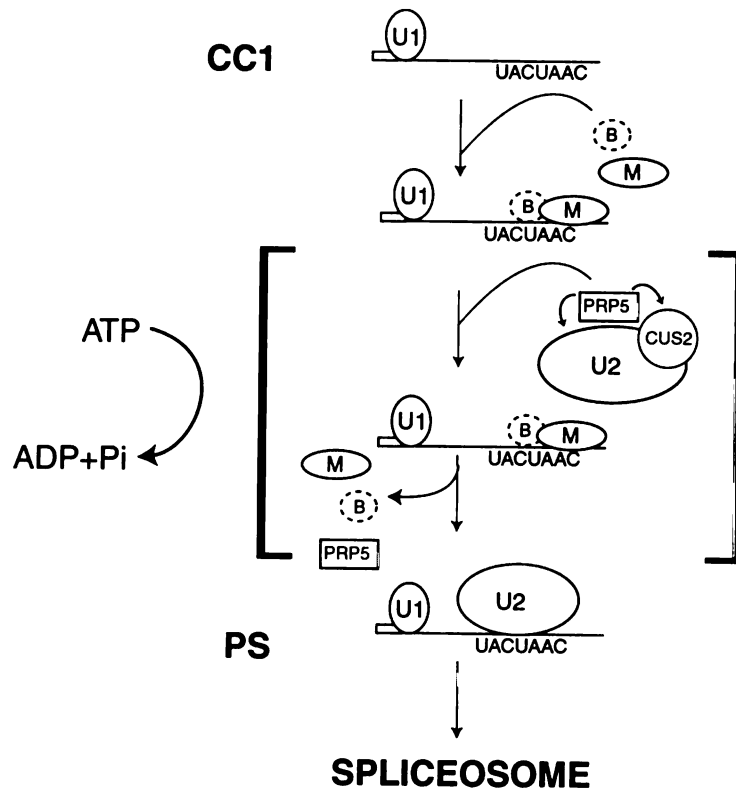 U1
CC1
UACUAAC
B
M
U1
B M
UACUAAC
PRP5
ATP
CUS2
U2
U1
B M
ADP+Pi
UACUAAC
M
B
PRP5
U1 U2
PS
UACUAAC
SPLICEOSOME